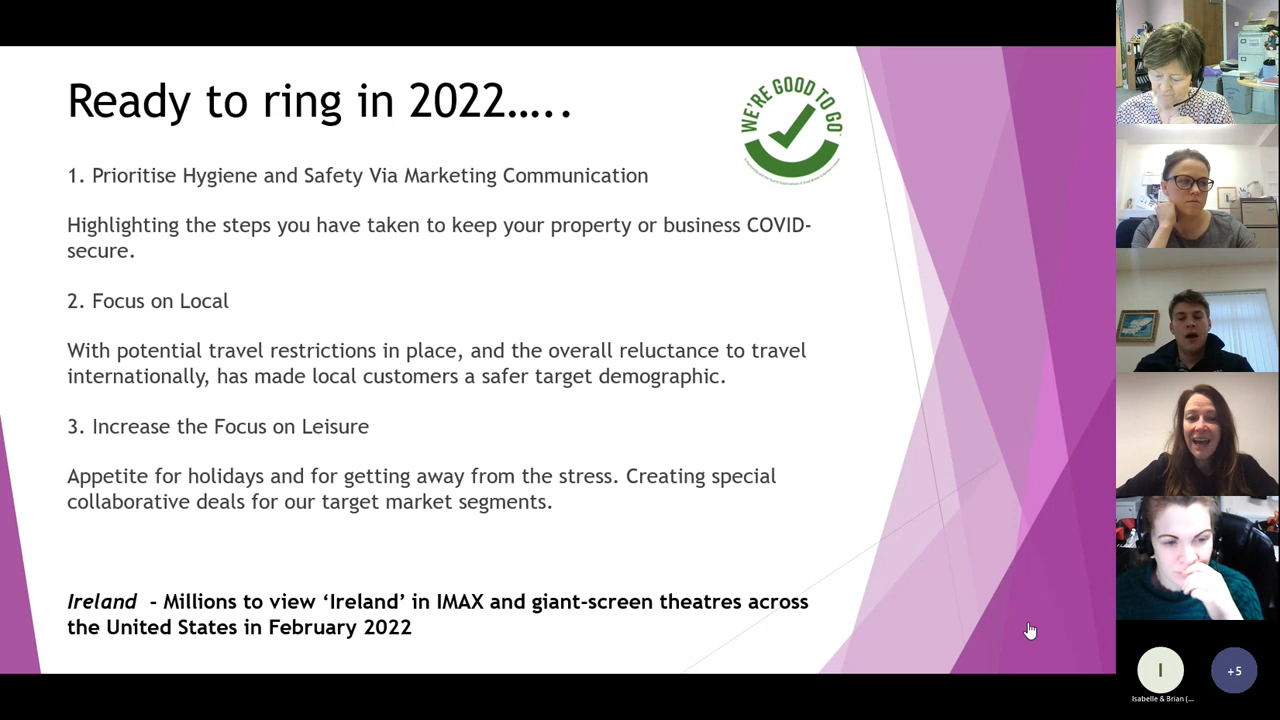 Ready to ring in 2022.....
WE'RE GOOD TO GO
1. Prioritise Hygiene and Safety Via Marketing Communication
Highlighting the steps you have taken to keep your property or business COVID-
secure.
2. Focus on Local
With potential travel restrictions in place, and the overall reluctance to travel
internationally, has made local customers a safer target demographic.
3. Increase the Focus on Leisure
Appetite for holidays and for getting away from the stress. Creating special
collaborative deals for our target market segments.
Ireland - Millions to view ‘Ireland’ in IMAX and giant-screen theatres across
the United States in February 2022
I
+5
Isabelle & Brian (...